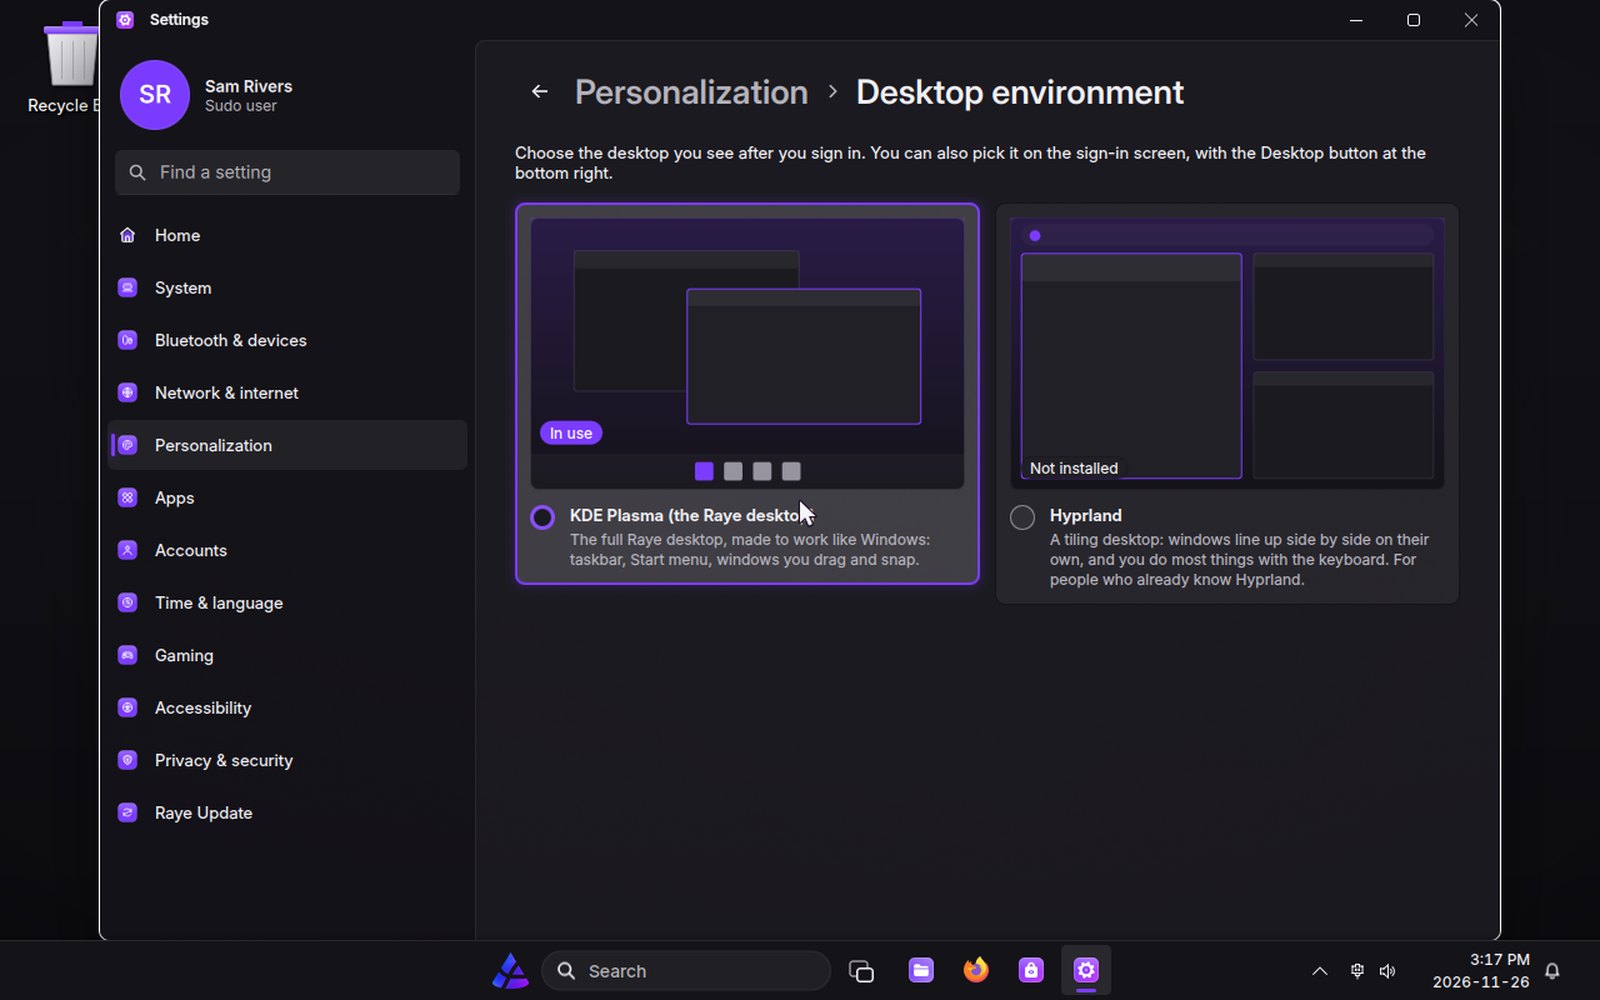 Settings
Recycle
SR
Sam Rivers
Sudo user
Find a setting
Home
System
Bluetooth & devices
Network & internet
Personalization
Apps
Accounts
Time & language
Gaming
Accessibility
Privacy & security
Raye Update
Personalization > Desktop environment
Choose the desktop you see after you sign in. You can also pick it on the sign-in screen, with the Desktop button at the
bottom right.
In use
KDE Plasma (the Raye deskto
The full Raye desktop, made to work like Windows:
taskbar, Start menu, windows you drag and snap.
Not installed
Hyprland
A tiling desktop: windows line up side by side on their
own, and you do most things with the keyboard. For
people who already know Hyprland.
Search
3:17 PM
2026-11-26